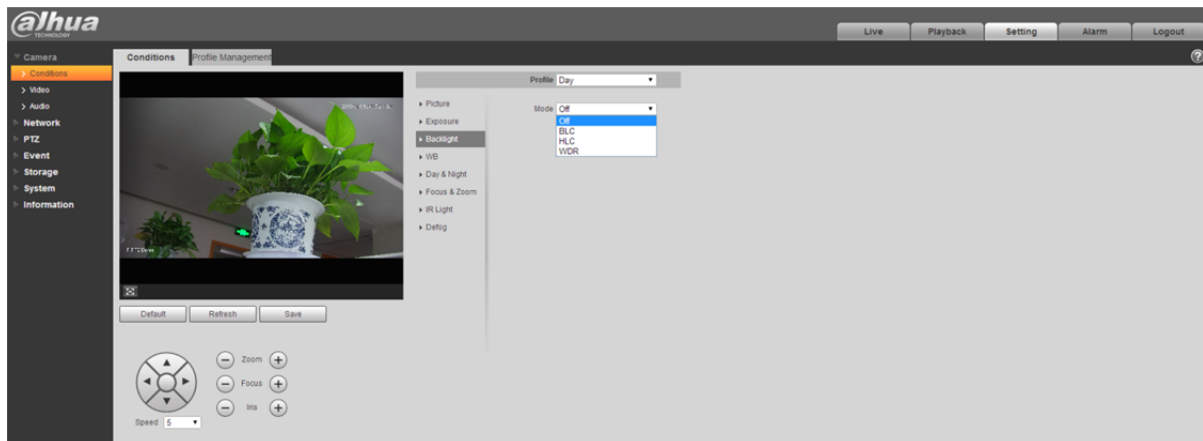 alhua
TECHNOLOGY
Live
Playback
Setting
Alarm
Logout
Camera
Conditions
Video
Audio
Network
PTZ
Event
Storage
System
Information
Conditions
Profile Management
Default
Refresh
Save
Zoom
Focus
Iris
Speed 5
Picture
Exposure
Backlight
WB
Day & Night
Focus & Zoom
IR Light
Defog
Profile Day
Mode Off
Off
BLC
HLC
WDR